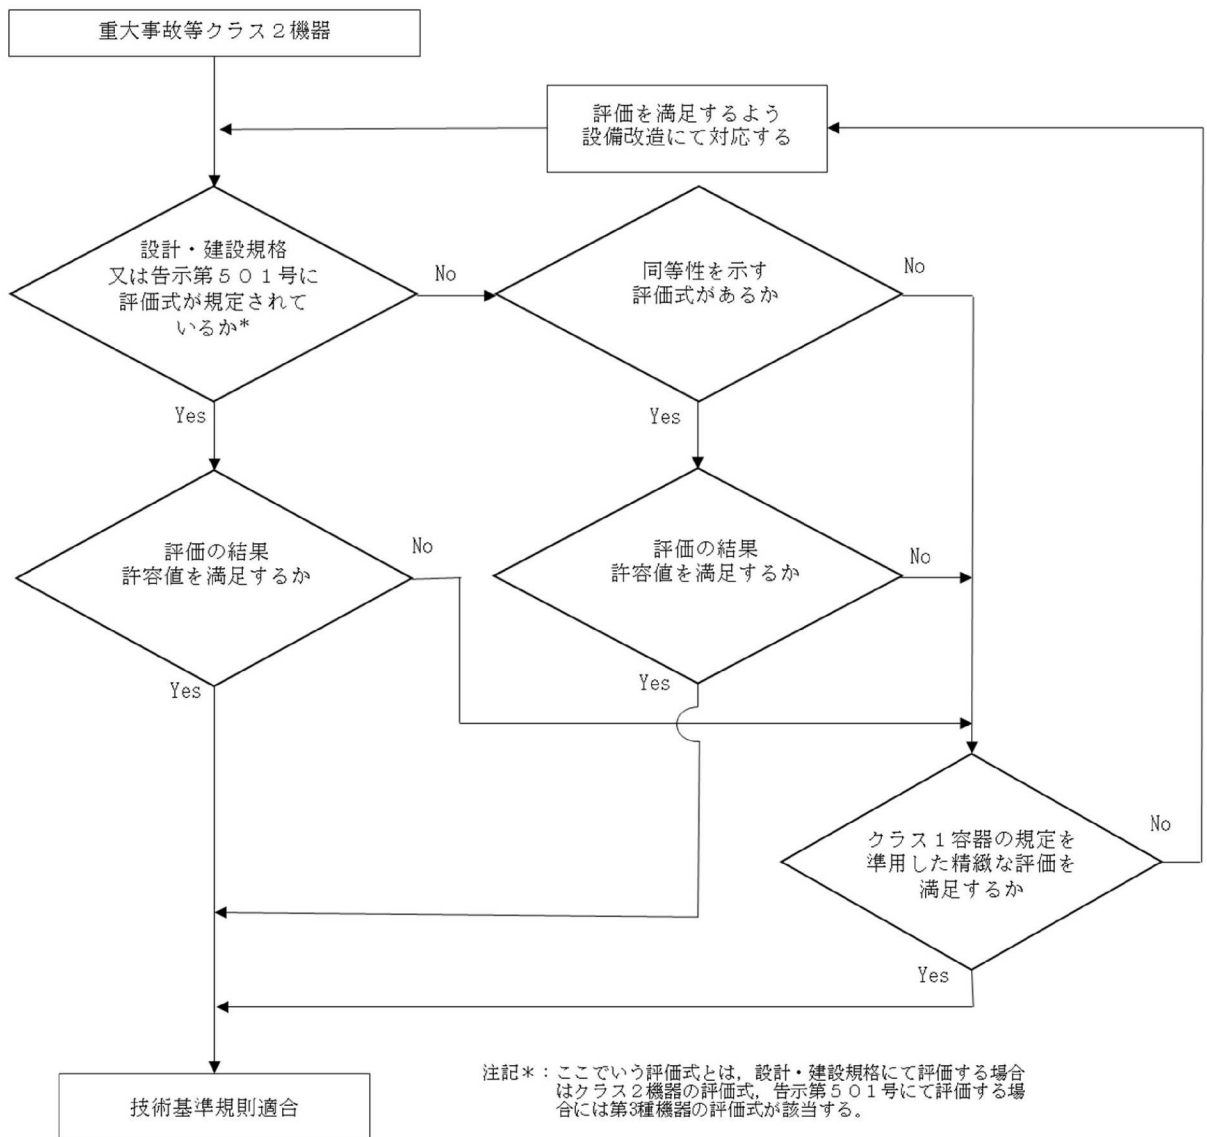 重大事故等クラス２機器
評価を満足するよう
設備改造にて対応する
設計・建設規格
又は告示第５０１号に
評価式が規定されて
いるか*
No
同等性を示す
評価式があるか
No
Yes
Yes
評価の結果
許容値を満足するか
No
評価の結果
許容値を満足するか
No
Yes
Yes
クラス１容器の規定を
準用した精緻な評価を
満足するか
No
Yes
注記＊：ここでいう評価式とは，設計・建設規格にて評価する場合
はクラス２機器の評価式，告示第５０１号にて評価する場
合には第3種機器の評価式が該当する。
技術基準規則適合